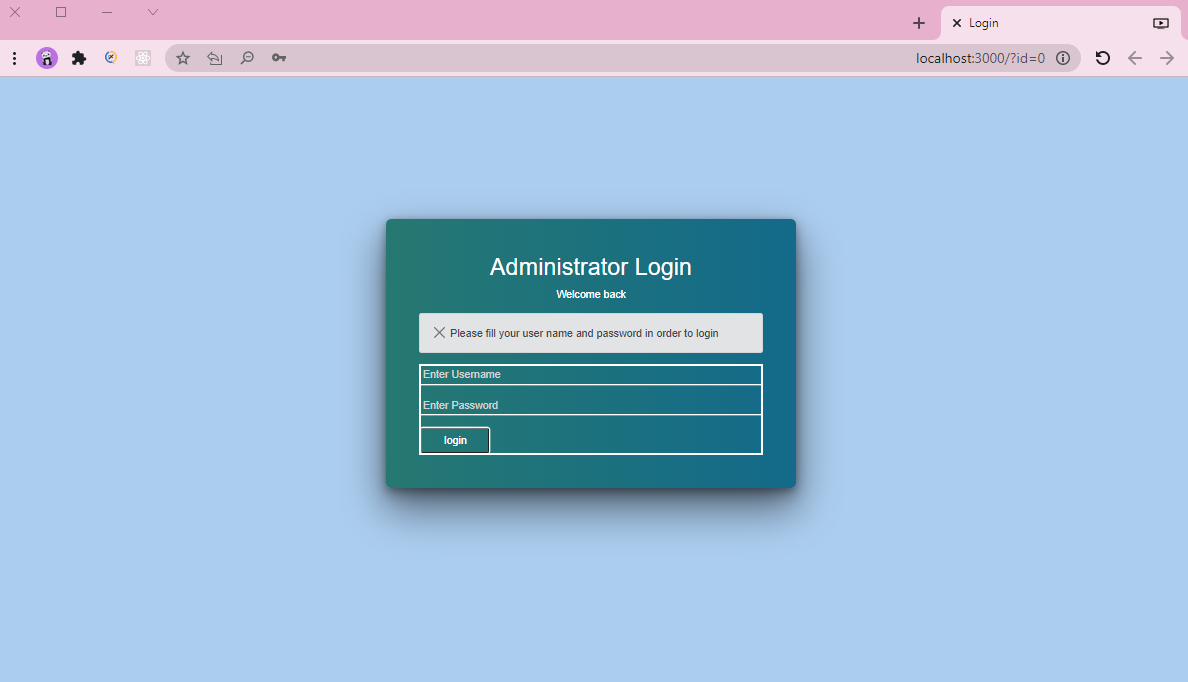 Login
localhost:3000/?id=0
Administrator Login
Welcome back
Please fill your user name and password in order to login
Enter Username
Enter Password
login